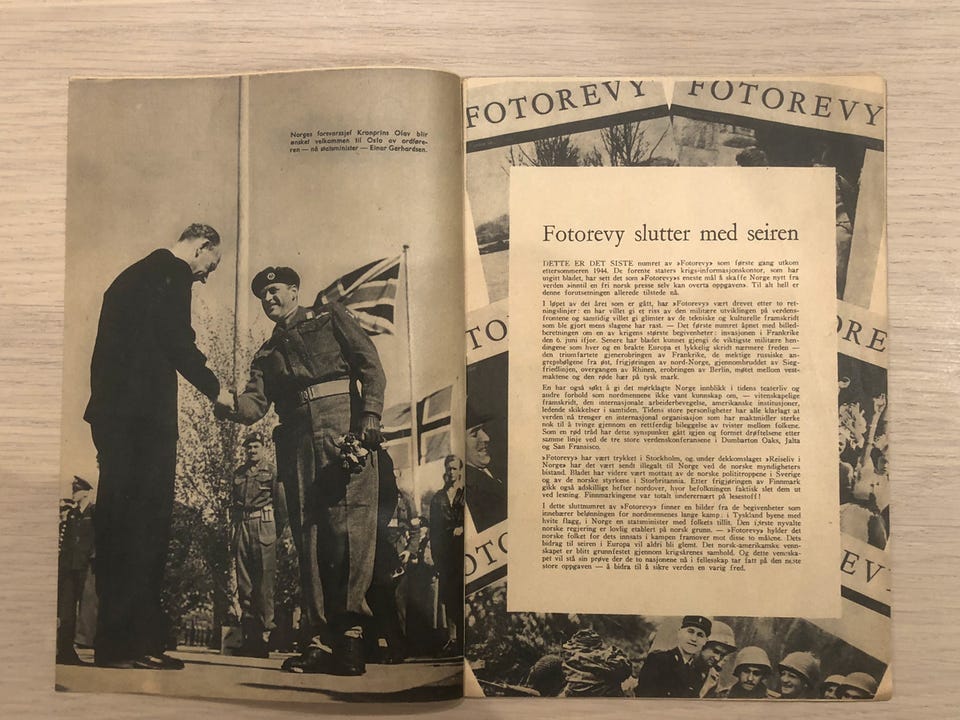 Norges forsvarssjef Kronprins Olav blir
ønsket velkommen til Oslo av ordføre-
ren — nå statsminister — Einar Gerhardsen.
FOTOREVY
FOTOREVY
Fotorevy slutter med seiren
DETTE ER DET SISTE numret av »Fotorevy» som første gang utkom
ettersommeren 1944. De forente staters krigs-informasjonskontor, som har
utgitt bladet, har sett det som »Fotorevys» eneste mål å skaffe Norge nytt fra
verden »inntil en fri norsk presse selv kan overta oppgaven». Til alt hell er
denne forutsetningen allerede tilstede nå.
I løpet av det året som er gått, har »Fotorevy» vært drevet etter to ret-
ningslinjer: en har villet gi et riss av den militære utviklingen på verdens-
frontene og samtidig villet gi glimter av de tekniske og kulturelle framskridt
som ble gjort mens slagene har rast. — Det første numret åpnet med billed-
beretningen om en av krigens største begivenheter: invasjonen i Frankrike
den 6. juni ifjor. Senere har bladet kunnet gjengi de viktigste militære hen-
dingene som hver og en brakte Europa et lykkelig skridt nærmere freden —
den triumfartete gjenerobringen av Frankrike, de mektige russiske an-
grepsbølgene fra øst, frigjøringen av nord-Norge, gjennombruddet av Sieg-
friedlinjen, overgangen av Rhinen, erobringen av Berlin, møtet mellom vest-
maktene og den røde hær på tysk mark.
En har også søkt å gi det mørklagte Norge innblikk i tidens teaterliv og
andre forhold som nordmennene ikke vant kunnskap om, — vitenskapelige
framskridt, den internasjonale arbeiderbevegelse, amerikanske institusjoner,
ledende skikkelser i samtiden. Tidens store personligheter har alle klarlagt at
verden nå trenger en internasjonal organisasjon som har maktmidler sterke
nok til å tvinge gjennom en rettferdig bileggelse av tvister mellom folkene.
Som en rød tråd har dette synspunket gått igjen og formet drøftelsene etter
samme linje ved de tre store verdenskonferansene i Dumbarton Oaks, Jalta
og San Fransisco.
»Fotorevy» har vært trykket i Stockholm, og under dekkomslaget »Reiseliv i
Norge» har det vært sendt illegalt til Norge ved de norske myndigheters
bistand. Bladet har videre vært mottatt av de norske polititroppene i Sverige
og av de norske styrkene i Storbritannia. Etter frigjøringen av Finnmark
gikk også adskillige hefter nordover, hvor befolkningen faktisk slet dem ut
ved lesning. Finnmarkingene var totalt underernært på lesestoff!
I dette sluttnumret av »Fotorevy» finner en bilder fra de begivenheter som
innebærer belønningen for nordmennenes lange kamp: i Tyskland byene med
hvite flagg, i Norge en statsminister med folkets tillit. Den første nyvalte
norske regjering er lovlig etablert på norsk grunn. — »Fotorevy» hylder det
norske folket for dets innsats i kampen framover mot disse to målene. Dets
bidrag til seiren i Europa vil aldri bli glemt. Det norsk-amerikanske venn-
skapet er blitt grunnfestet gjennom krigsårenes samhold. Og dette vennska-
pet vil stå sin prøve der de to nasjonene nå i fellesskap tar fatt på den neste
store oppgaven — å bidra til å sikre verden en varig fred.